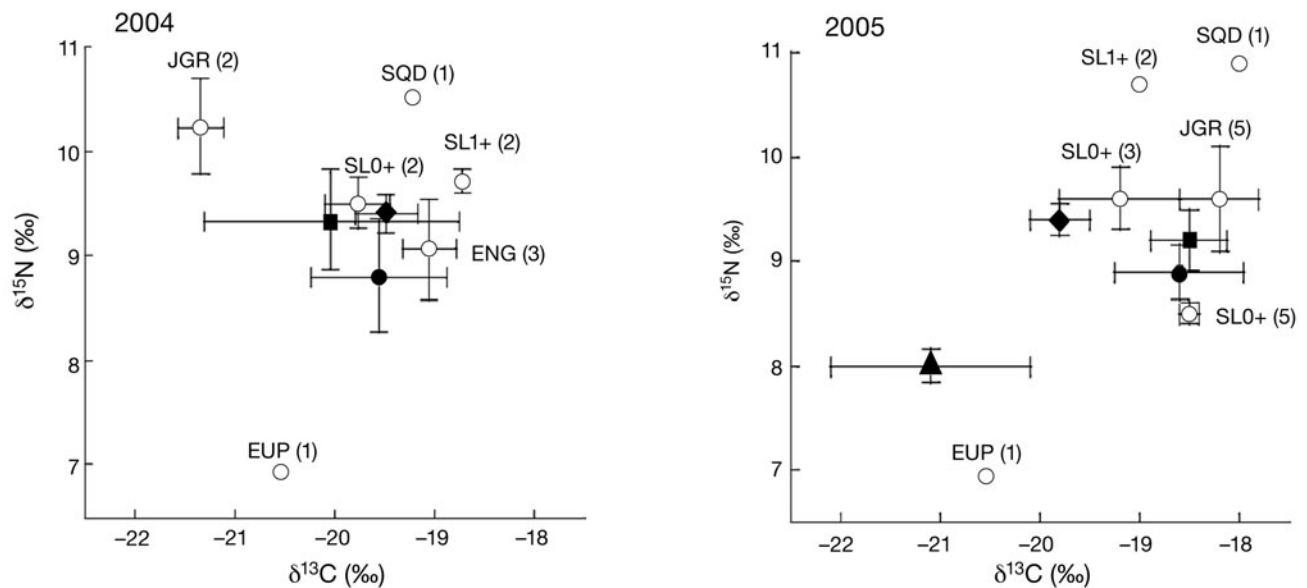 2004
11
10
9
8
7
δ¹⁵N (‰)
JGR (2)
SQD (1)
SL1+ (2)
SL0+ (2)
ENG (3)
EUP (1)
–22 –21 –20 –19 –18
δ¹³C (‰)
2005
11
10
9
8
7
δ¹⁵N (‰)
SQD (1)
SL1+ (2)
JGR (5)
SL0+ (3)
SL0+ (5)
EUP (1)
–22 –21 –20 –19 –18
δ¹³C (‰)